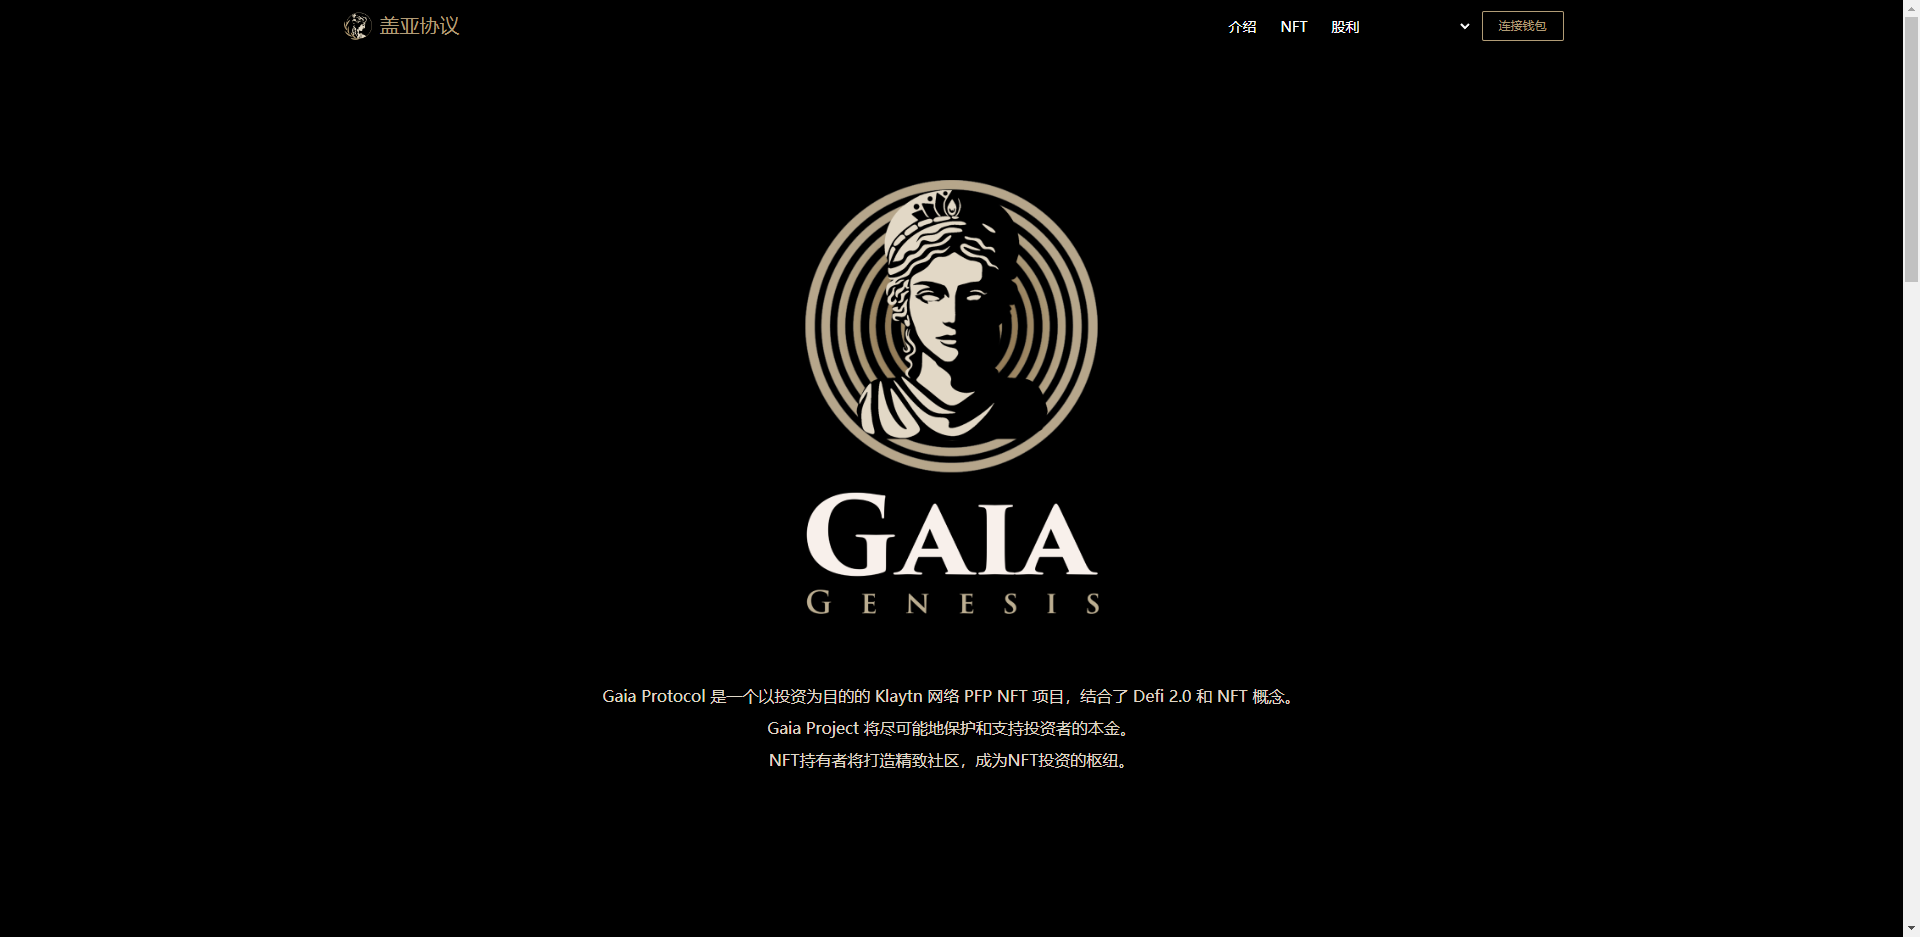 盖亚协议
介绍 NFT 股利
连接钱包
GAIA
GENESIS
Gaia Protocol 是一个以投资为目的的 Klaytn 网络 PFP NFT 项目，结合了 Defi 2.0 和 NFT 概念。
Gaia Project 将尽可能地保护和支持投资者的本金。
NFT持有者将打造精致社区，成为NFT投资的枢纽。